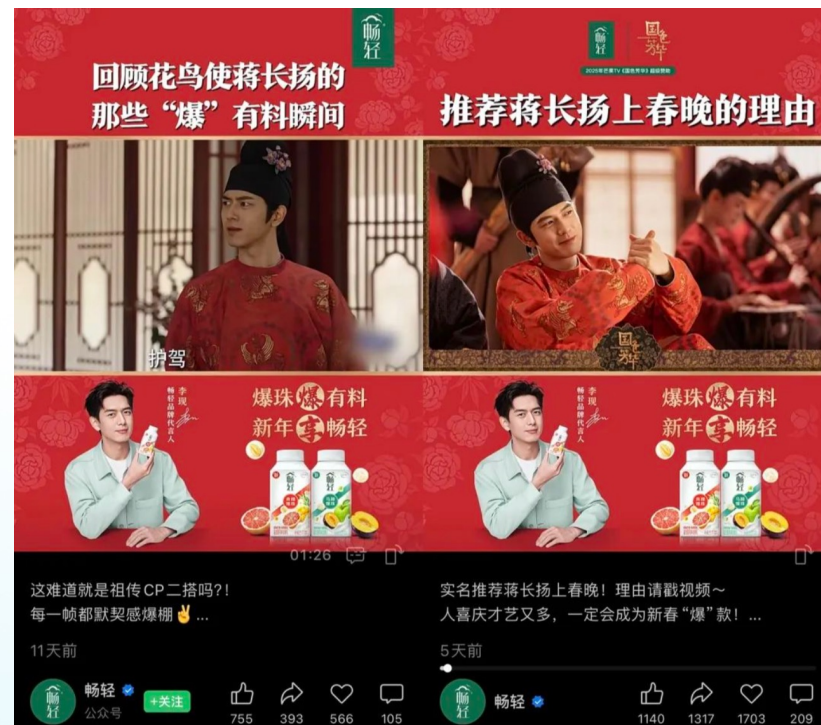 畅轻
回顾花鸟使蒋长扬的
那些“爆”有料瞬间
护驾
李现
畅轻品牌代言人
爆珠爆有料
新年享畅轻
01:26
这难道就是祖传CP二搭吗?!
每一帧都默契感爆棚✌️...
11天前
畅轻
畅轻
公众号
+关注
755
393
566
105
畅轻
国色芳华
2025年芒果TV《国色芳华》超级赞助
推荐蒋长扬上春晚的理由
国色芳华
李现
畅轻品牌代言人
爆珠爆有料
新年享畅轻
实名推荐蒋长扬上春晚！理由请戳视频～
人喜庆才艺又多，一定会成为新春“爆”款！...
5天前
畅轻
畅轻
1140
1317
1703
209